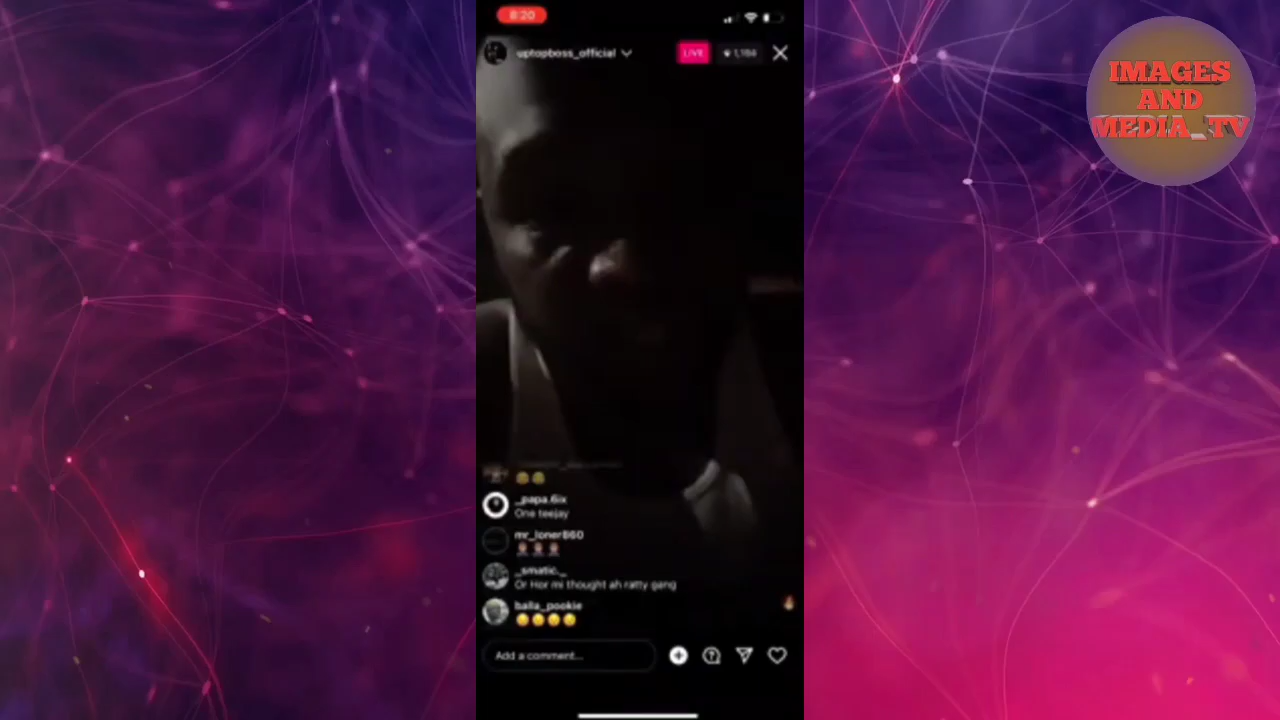 8:20
uptopboss_official
LIVE
1,184
IMAGES
AND
MEDIA_TV
_papa.6ix
One teejay
mr_loner860
_smatic._
Or Hor mi thought ah ratty gang
balla_pookie
Add a comment...